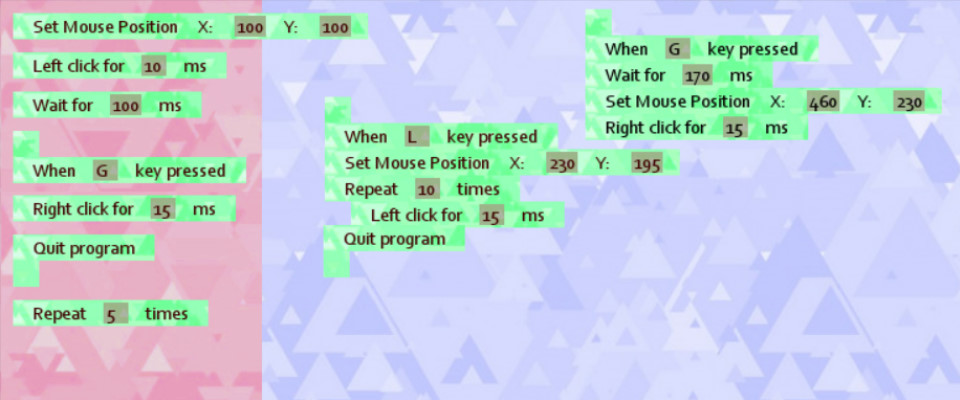 Set Mouse Position X: 100 Y: 100
Left click for 10 ms
Wait for 100 ms
When G key pressed
Right click for 15 ms
Quit program
Repeat 5 times
When L key pressed
Set Mouse Position X: 230 Y: 195
Repeat 10 times
Left click for 15 ms
Quit program
When G key pressed
Wait for 170 ms
Set Mouse Position X: 460 Y: 230
Right click for 15 ms